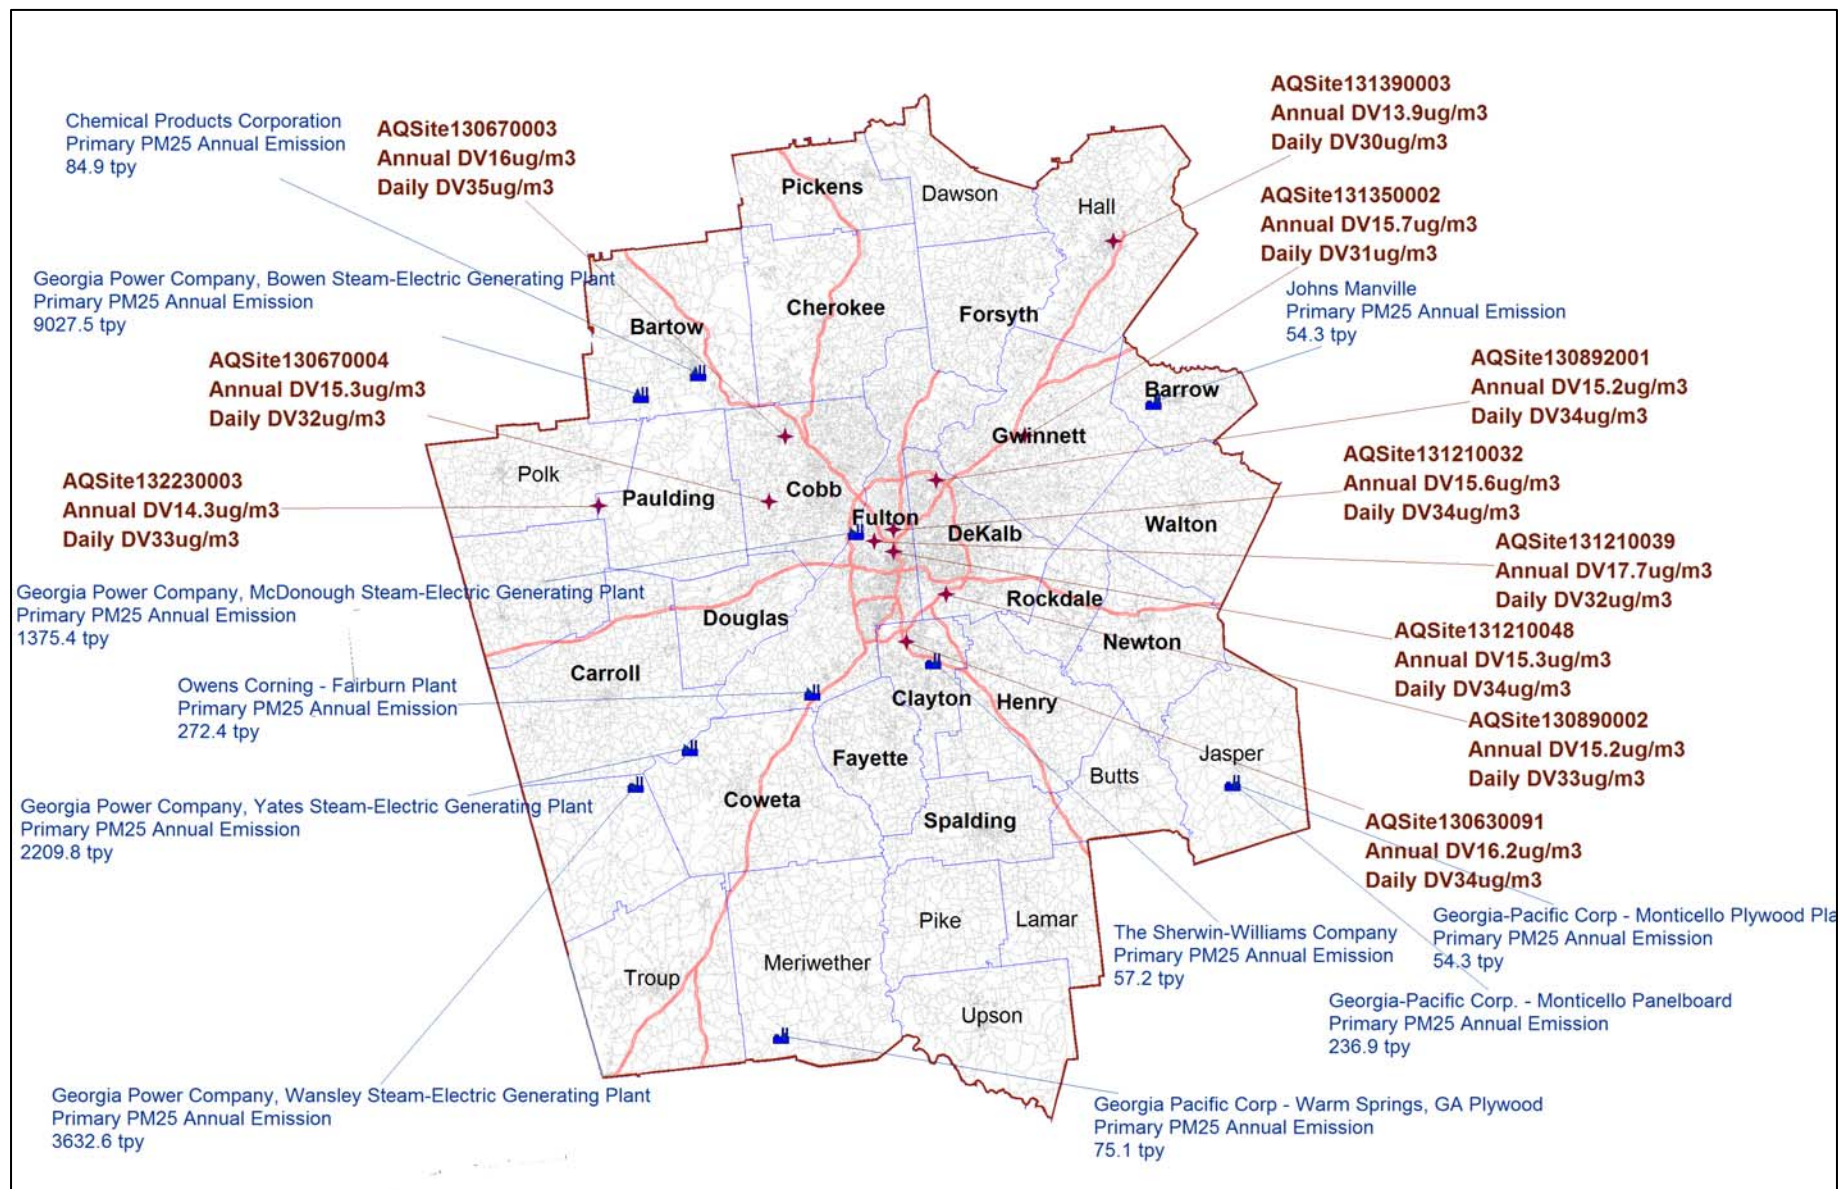 Chemical Products Corporation
Primary PM25 Annual Emission
84.9 tpy
AQSite130670003
Annual DV16ug/m3
Daily DV35ug/m3
AQSite131390003
Annual DV13.9ug/m3
Daily DV30ug/m3
AQSite131350002
Annual DV15.7ug/m3
Daily DV31ug/m3
Georgia Power Company, Bowen Steam-Electric Generating Plant
Primary PM25 Annual Emission
9027.5 tpy
Johns Manville
Primary PM25 Annual Emission
54.3 tpy
AQSite130670004
Annual DV15.3ug/m3
Daily DV32ug/m3
AQSite130892001
Annual DV15.2ug/m3
Daily DV34ug/m3
AQSite132230003
Annual DV14.3ug/m3
Daily DV33ug/m3
AQSite131210032
Annual DV15.6ug/m3
Daily DV34ug/m3
AQSite131210039
Annual DV17.7ug/m3
Daily DV32ug/m3
Georgia Power Company, McDonough Steam-Electric Generating Plant
Primary PM25 Annual Emission
1375.4 tpy
AQSite131210048
Annual DV15.3ug/m3
Daily DV34ug/m3
Owens Corning - Fairburn Plant
Primary PM25 Annual Emission
272.4 tpy
AQSite130890002
Annual DV15.2ug/m3
Daily DV33ug/m3
Georgia Power Company, Yates Steam-Electric Generating Plant
Primary PM25 Annual Emission
2209.8 tpy
AQSite130630091
Annual DV16.2ug/m3
Daily DV34ug/m3
Georgia-Pacific Corp - Monticello Plywood Pla
Primary PM25 Annual Emission
54.3 tpy
The Sherwin-Williams Company
Primary PM25 Annual Emission
57.2 tpy
Georgia-Pacific Corp. - Monticello Panelboard
Primary PM25 Annual Emission
236.9 tpy
Georgia Power Company, Wansley Steam-Electric Generating Plant
Primary PM25 Annual Emission
3632.6 tpy
Georgia Pacific Corp - Warm Springs, GA Plywood
Primary PM25 Annual Emission
75.1 tpy
Pickens
Dawson
Hall
Cherokee
Forsyth
Bartow
Barrow
Gwinnett
Polk
Paulding
Cobb
Fulton
DeKalb
Walton
Rockdale
Douglas
Newton
Carroll
Clayton
Henry
Fayette
Jasper
Butts
Coweta
Spalding
Pike
Lamar
Troup
Meriwether
Upson